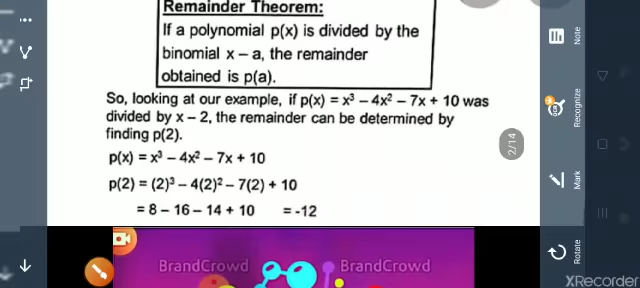 Remainder Theorem:
If a polynomial p(x) is divided by the
binomial x – a, the remainder
obtained is p(a).
So, looking at our example, if p(x) = x³ – 4x² – 7x + 10 was
divided by x – 2, the remainder can be determined by
finding p(2).
p(x) = x³ – 4x² – 7x + 10
p(2) = (2)³ – 4(2)² – 7(2) + 10
= 8 – 16 – 14 + 10 = -12
2/14
Note
Recognize
Mark
Rotate
BrandCrowd
BrandCrowd
XRecorder